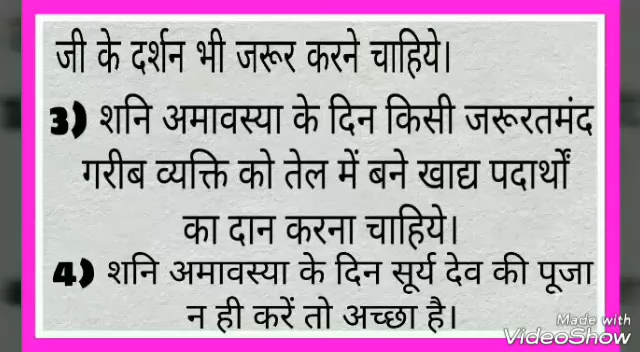 जी के दर्शन भी जरूर करने चाहिये।
3) शनि अमावस्या के दिन किसी जरूरतमंद
गरीब व्यक्ति को तेल में बने खाद्य पदार्थों
का दान करना चाहिये।
4) शनि अमावस्या के दिन सूर्य देव की पूजा
न ही करें तो अच्छा है।
Made with
VideoShow